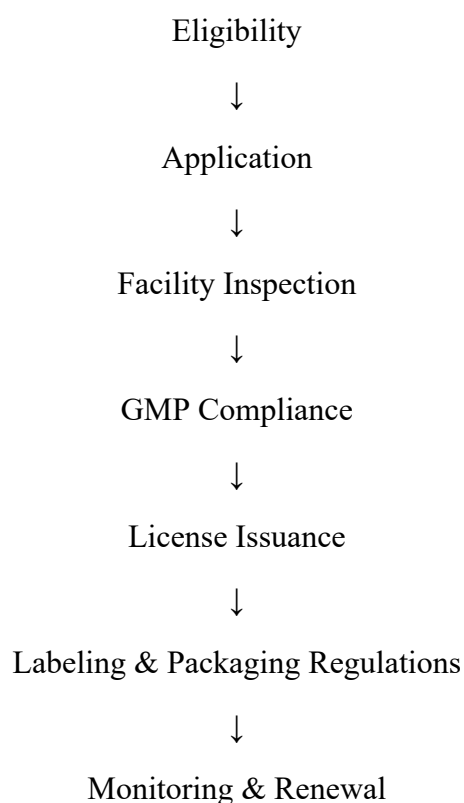 Eligibility
↓
Application
↓
Facility Inspection
↓
GMP Compliance
↓
License Issuance
↓
Labeling & Packaging Regulations
↓
Monitoring & Renewal